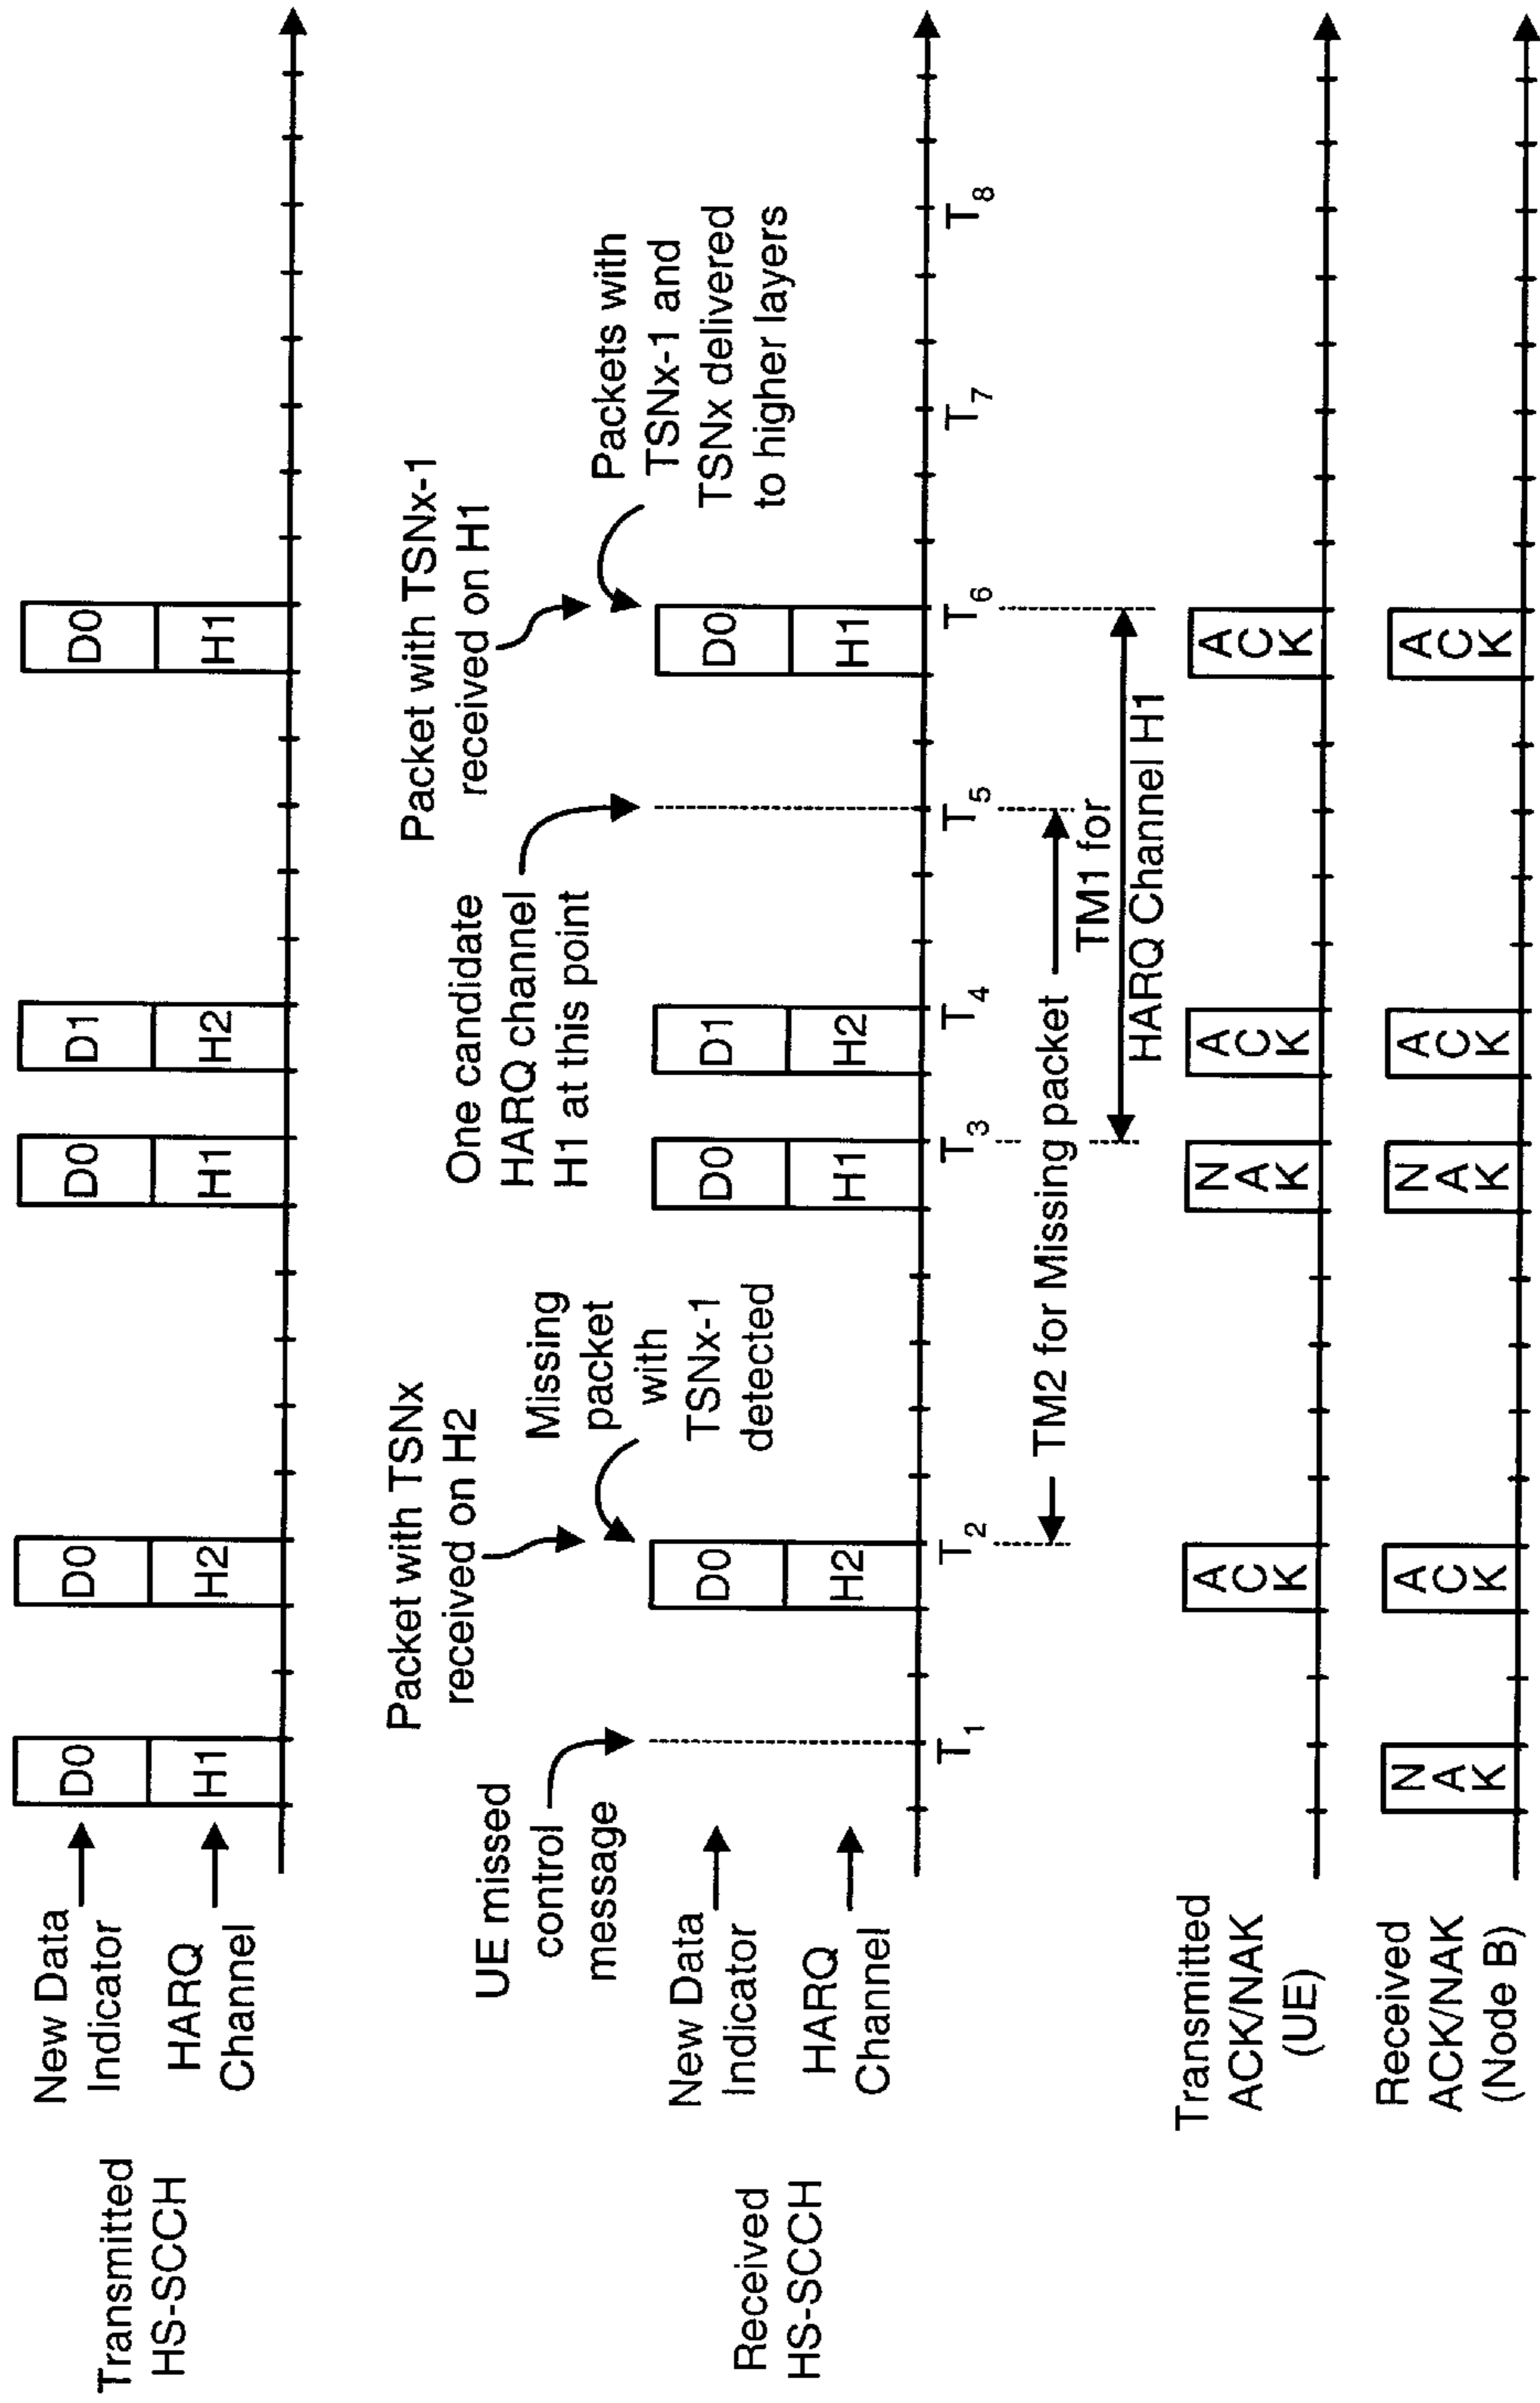 Transmitted
HS-SCCH
New Data
Indicator
HARQ
Channel
D0
H1
D0
H2
D0
H1
D1
H2
D0
H1
Received
HS-SCCH
New Data
Indicator
HARQ
Channel
UE missed
control
message
Packet with TSNx
received on H2
Missing
packet
with
TSNx-1
detected
One candidate
HARQ channel
H1 at this point
Packet with TSNx-1
received on H1
Packets with
TSNx-1 and
TSNx delivered
to higher layers
D0
H2
D0
H1
D1
H2
D0
H1
T1
T2
T3
T4
T5
T6
T7
T8
TM2 for Missing packet
TM1 for
HARQ Channel H1
Transmitted
ACK/NAK
(UE)
ACK
NAK
ACK
ACK
Received
ACK/NAK
(Node B)
NAK
ACK
NAK
ACK
ACK